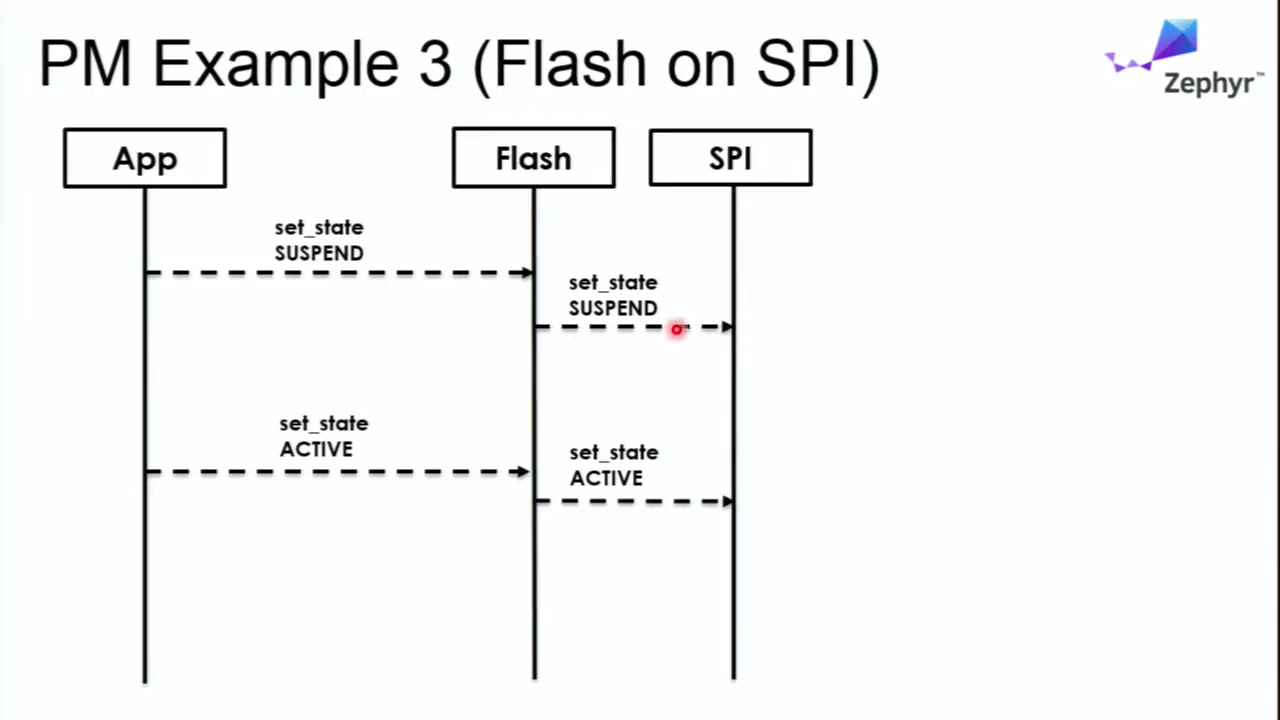 PM Example 3 (Flash on SPI)
Zephyr™
App
Flash
SPI
set_state
SUSPEND
set_state
SUSPEND
set_state
ACTIVE
set_state
ACTIVE